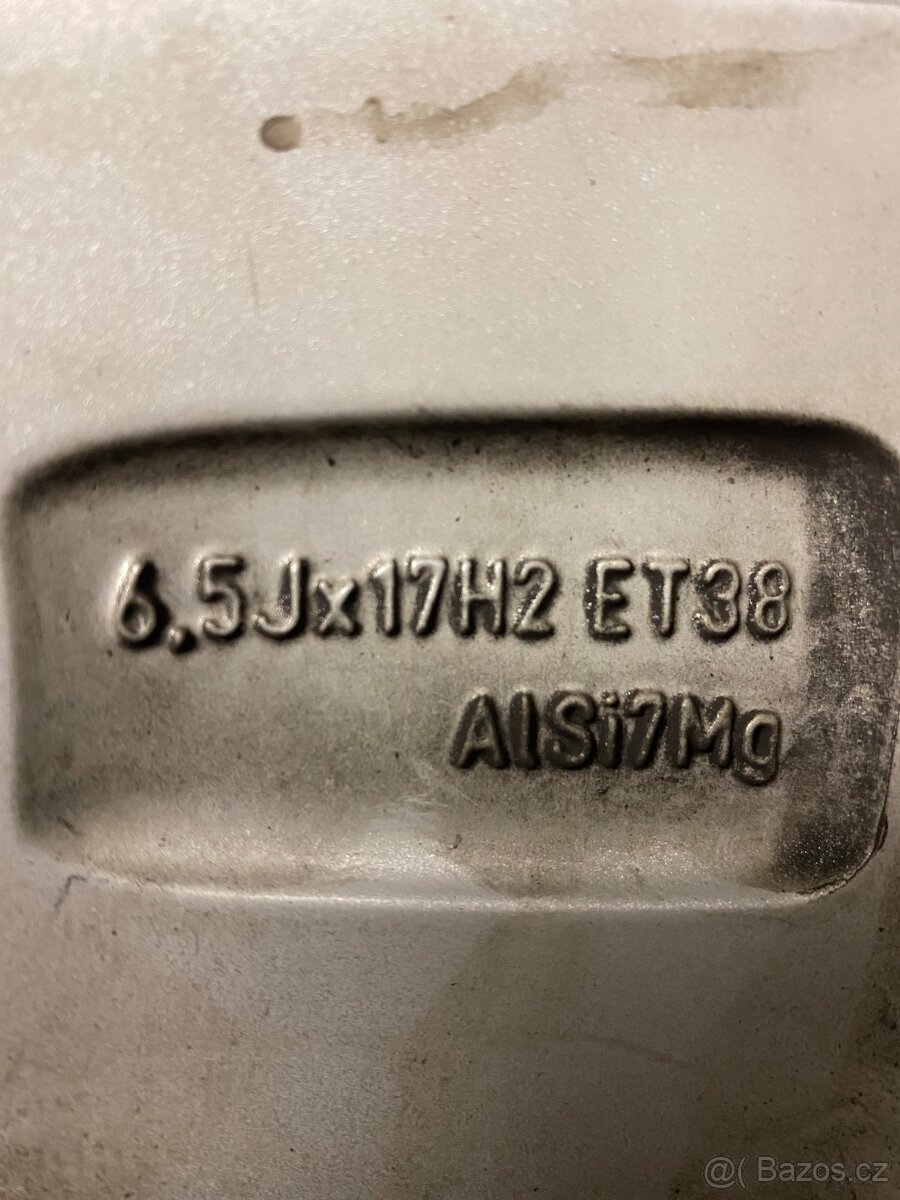 6.5Jx17H2 ET38
AlSi7Mg
@( Bazos.cz